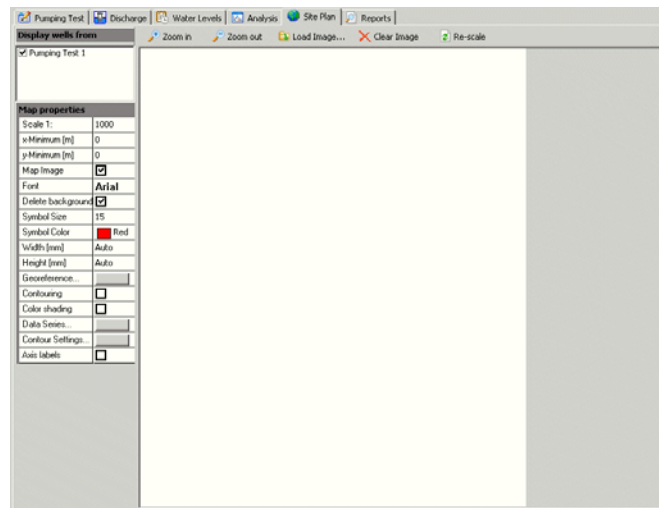 Pumping Test Discharge Water Levels Analysis Site Plan Reports
Display wells from Zoom in Zoom out Load Image... Clear Image Re-scale
Pumping Test 1
Map properties
Scale 1: 1000
x-Minimum [m] 0
y-Minimum [m] 0
Map Image
Font Arial
Delete background
Symbol Size 15
Symbol Color Red
Width [mm] Auto
Height [mm] Auto
Georeference...
Contouring
Color shading
Data Series...
Contour Settings...
Axis labels